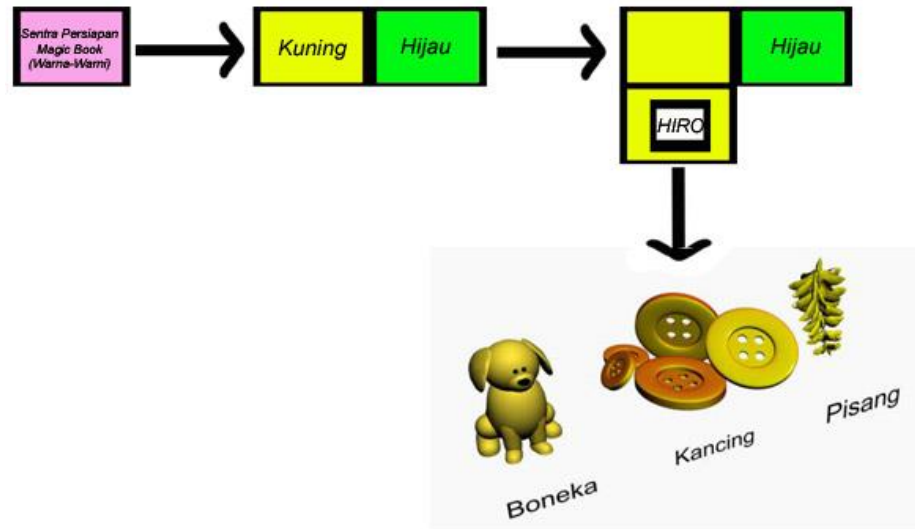 Sentra Persiapan
Magic Book
(Warna-Warni)
Kuning
Hijau
Hijau
HIRO
Boneka
Kancing
Pisang